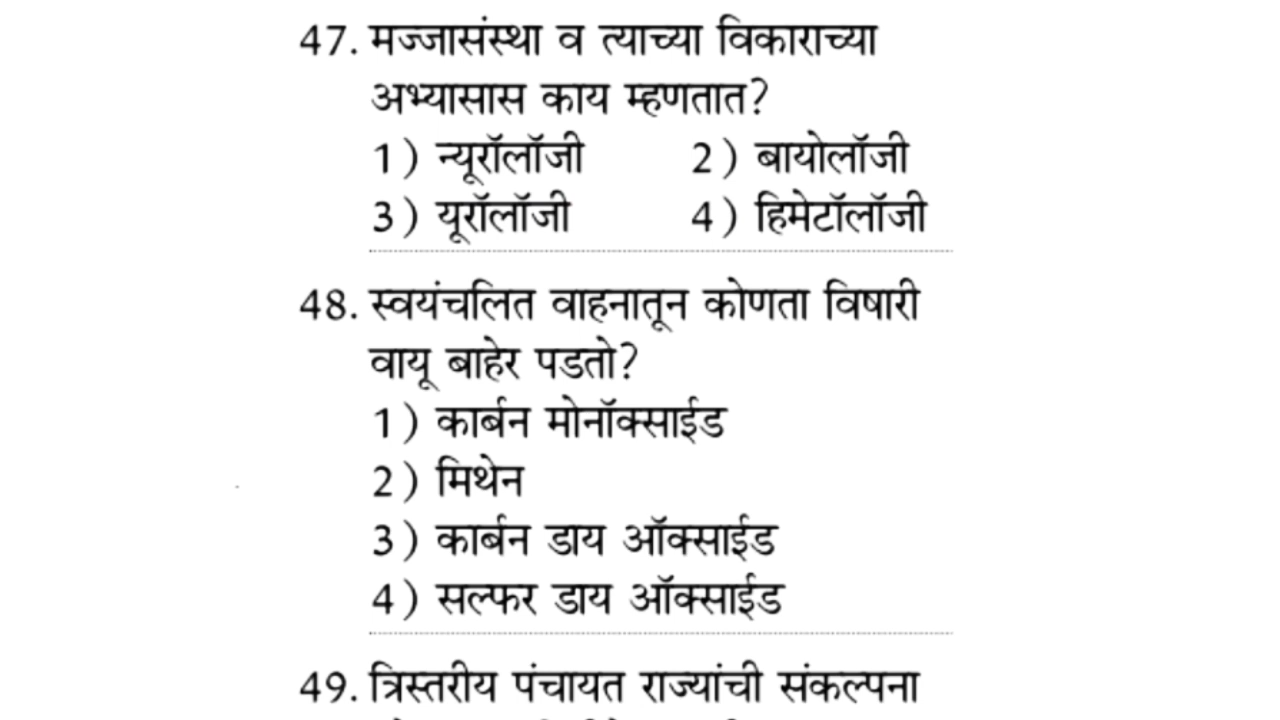 47. मज्जासंस्था व त्याच्या विकाराच्या
अभ्यासास काय म्हणतात?
1) न्यूरॉलॉजी 2) बायोलॉजी
3) यूरॉलॉजी 4) हिमेटॉलॉजी
48. स्वयंचलित वाहनातून कोणता विषारी
वायू बाहेर पडतो?
1) कार्बन मोनॉक्साईड
2) मिथेन
3) कार्बन डाय ऑक्साईड
4) सल्फर डाय ऑक्साईड
49. त्रिस्तरीय पंचायत राज्यांची संकल्पना